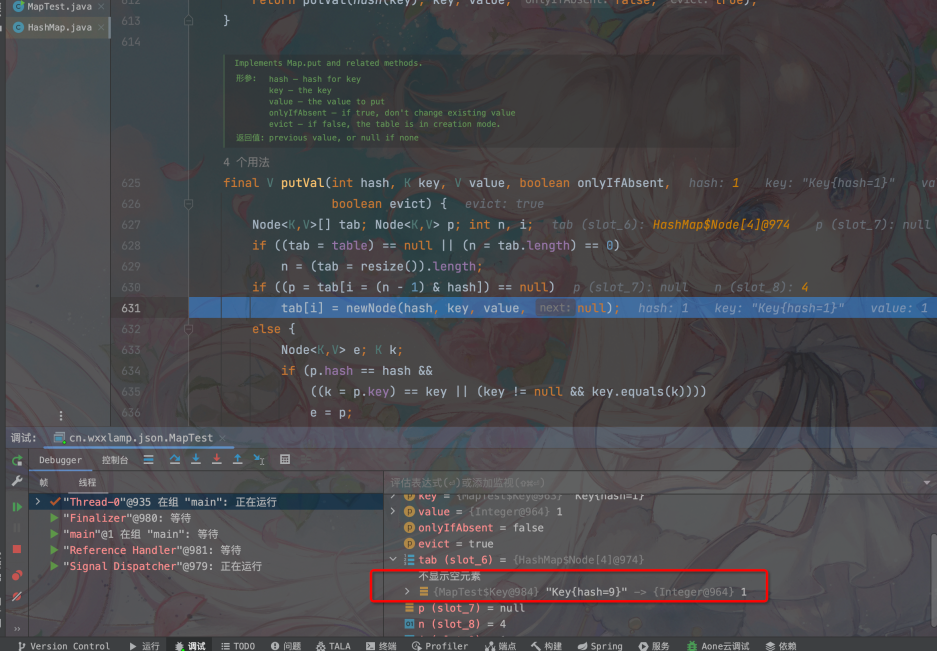 MapTest.java
HashMap.java
612 return putVal(hash(key), key, value, onlyIfAbsent: false, evict: true);
613 }
614
Implements Map.put and related methods.
形参: hash – hash for key
key – the key
value – the value to put
onlyIfAbsent – if true, don't change existing value
evict – if false, the table is in creation mode.
返回值: previous value, or null if none
4 个用法
625 final V putVal(int hash, K key, V value, boolean onlyIfAbsent, hash: 1 key: "Key{hash=1}" va
626 boolean evict) { evict: true
627 Node<K,V>[] tab; Node<K,V> p; int n, i; tab (slot_6): HashMap$Node[4]@974 p (slot_7): null
628 if ((tab = table) == null || (n = tab.length) == 0)
629 n = (tab = resize()).length;
630 if ((p = tab[i = (n - 1) & hash]) == null) p (slot_7): null n (slot_8): 4
631 tab[i] = newNode(hash, key, value, next: null); hash: 1 key: "Key{hash=1}" value: 1
632 else {
633 Node<K,V> e; K k;
634 if (p.hash == hash &&
635 ((k = p.key) == key || (key != null && key.equals(k))))
636 e = p;
调试: cn.wxxlamp.json.MapTest
Debugger 控制台
帧 线程
"Thread-0"@935 在组 "main": 正在运行
"Finalizer"@980: 等待
"main"@1 在组 "main": 等待
"Reference Handler"@981: 等待
"Signal Dispatcher"@979: 正在运行
评估表达式(⏎)或添加监视(⇧⌘⏎)
key = {MapTest$Key@963} "Key{hash=1}"
value = {Integer@964} 1
onlyIfAbsent = false
evict = true
tab (slot_6) = {HashMap$Node[4]@974}
不显示空元素
{MapTest$Key@984} "Key{hash=9}" –> {Integer@964} 1
p (slot_7) = null
n (slot_8) = 4
Version Control 运行 调试 TODO 问题 TALA 终端 Profiler 端点 构建 Spring 服务 Aone云调试 依赖